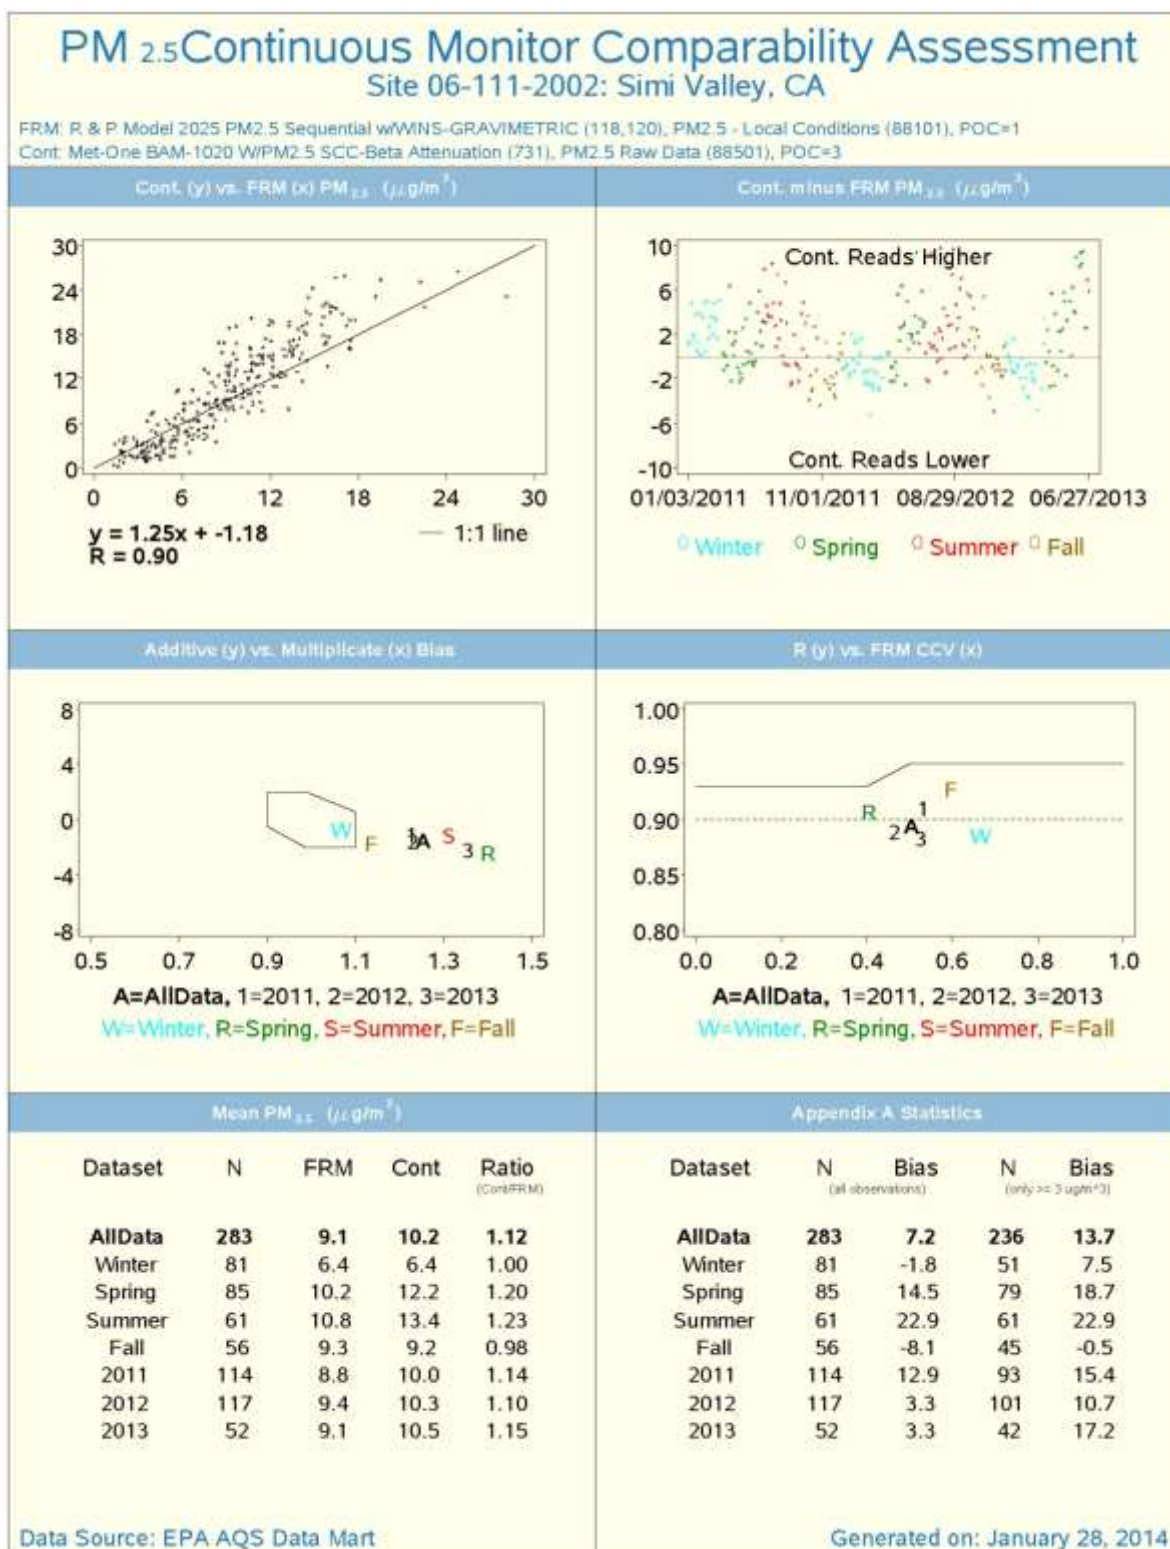 PM 2.5 Continuous Monitor Comparability Assessment
Site 06-111-2002: Simi Valley, CA
FRM: R & P Model 2025 PM2.5 Sequential w/WINS-GRAVIMETRIC (118,120), PM2.5 - Local Conditions (88101), POC=1
Cont: Met-One BAM-1020 W/PM2.5 SCC-Beta Attenuation (731), PM2.5 Raw Data (88501), POC=3
Cont. (y) vs. FRM (x) PM 2.5 (μg/m³)
30
24
18
12
6
0
0 6 12 18 24 30
y = 1.25x + -1.18
R = 0.90
1:1 line
Cont. minus FRM PM 2.5 (μg/m³)
10
6
2
-2
-6
-10
Cont. Reads Higher
Cont. Reads Lower
01/03/2011 11/01/2011 08/29/2012 06/27/2013
Winter Spring Summer Fall
Additive (y) vs. Multiplicate (x) Bias
8
4
0
-4
-8
W F 1 2 A S 3 R
0.5 0.7 0.9 1.1 1.3 1.5
A=AllData, 1=2011, 2=2012, 3=2013
W=Winter, R=Spring, S=Summer, F=Fall
R (y) vs. FRM CCV (x)
1.00
0.95
0.90
0.85
0.80
R 2 A 1 3 F W
0.0 0.2 0.4 0.6 0.8 1.0
A=AllData, 1=2011, 2=2012, 3=2013
W=Winter, R=Spring, S=Summer, F=Fall
Mean PM 2.5 (μg/m³)
Dataset N FRM Cont Ratio
(Cont/FRM)
AllData 283 9.1 10.2 1.12
Winter 81 6.4 6.4 1.00
Spring 85 10.2 12.2 1.20
Summer 61 10.8 13.4 1.23
Fall 56 9.3 9.2 0.98
2011 114 8.8 10.0 1.14
2012 117 9.4 10.3 1.10
2013 52 9.1 10.5 1.15
Appendix A Statistics
Dataset N Bias N Bias
(all observations) (only >= 3 ug/m^3)
AllData 283 7.2 236 13.7
Winter 81 -1.8 51 7.5
Spring 85 14.5 79 18.7
Summer 61 22.9 61 22.9
Fall 56 -8.1 45 -0.5
2011 114 12.9 93 15.4
2012 117 3.3 101 10.7
2013 52 3.3 42 17.2
Data Source: EPA AQS Data Mart
Generated on: January 28, 2014